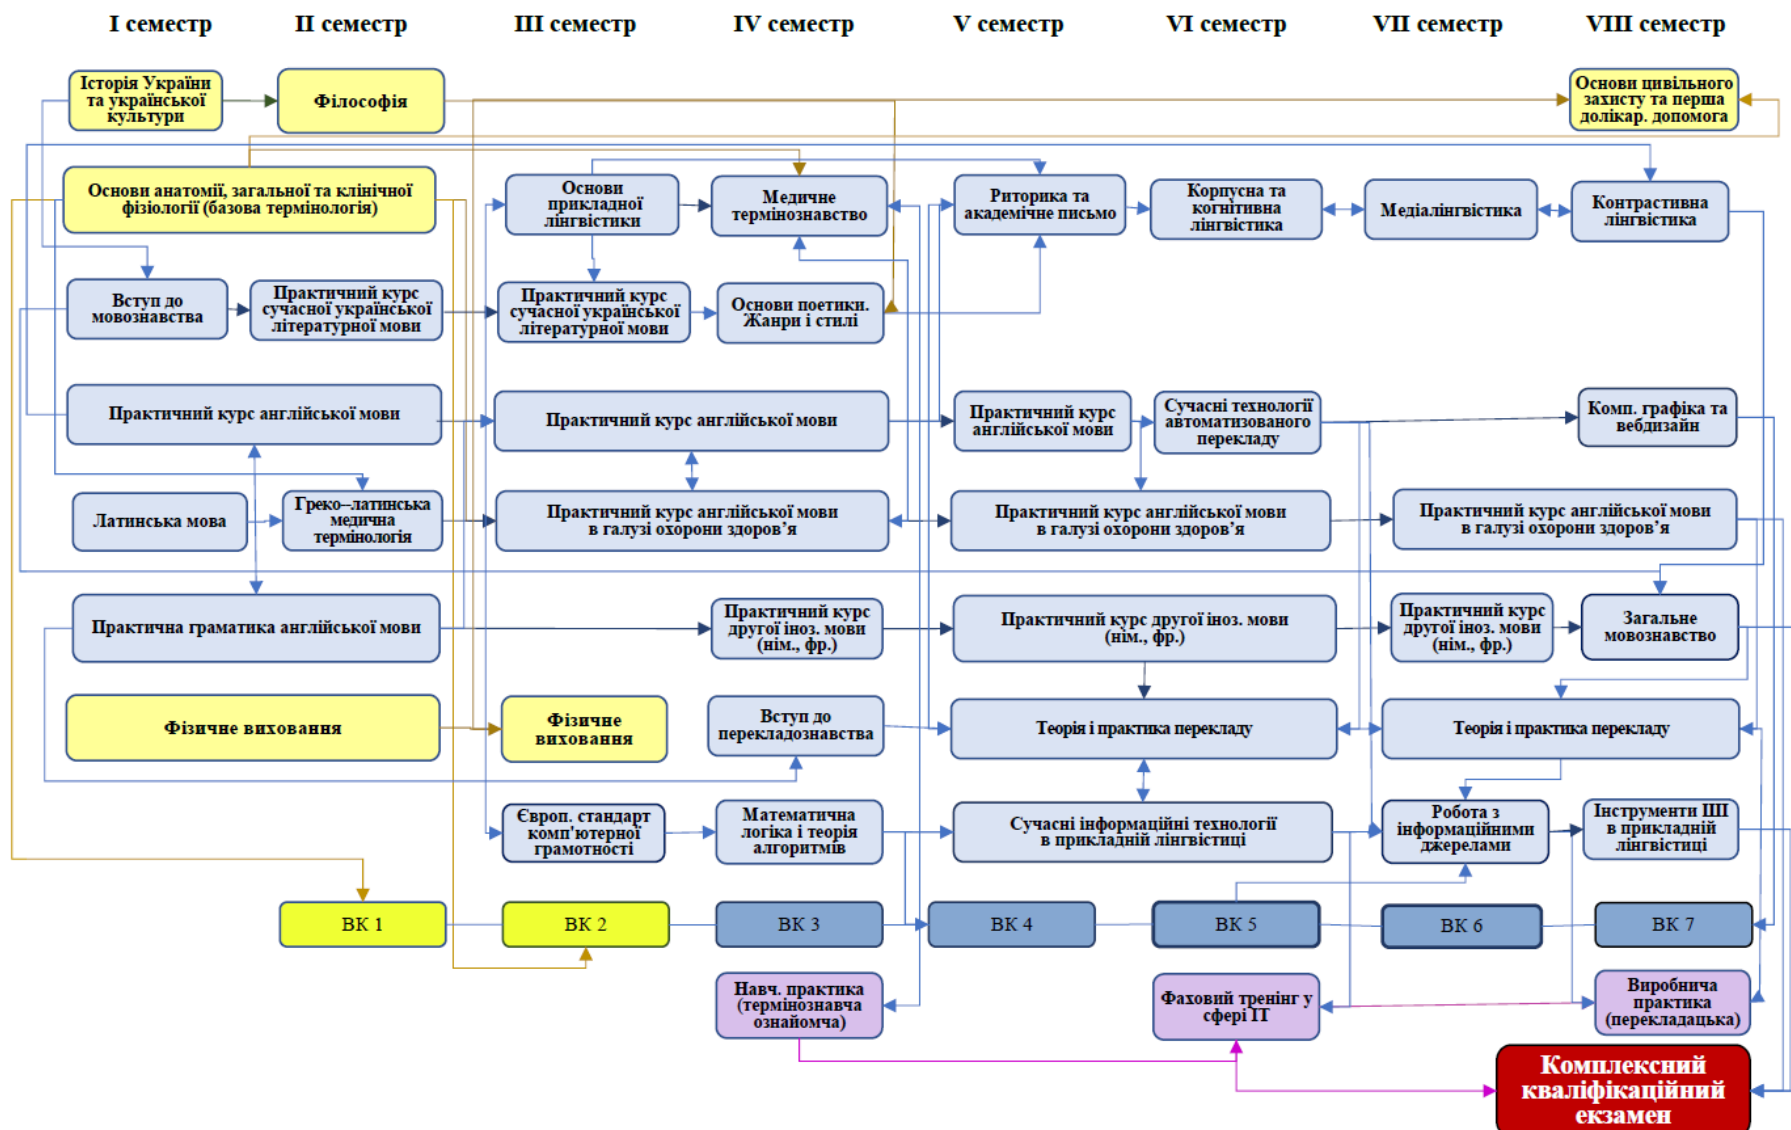 I семестр
II семестр
III семестр
IV семестр
V семестр
VI семестр
VII семестр
VIII семестр
Історія України
та української
культури
Філософія
Основи цивільного
захисту та перша
долікар. допомога
Основи анатомії, загальної та клінічної
фізіології (базова термінологія)
Основи
прикладної
лінгвістики
Медичне
термінознавство
Риторика та
академічне письмо
Корпусна та
когнітивна
лінгвістика
Медіалінгвістика
Контрастивна
лінгвістика
Вступ до
мовознавства
Практичний курс
сучасної української
літературної мови
Практичний курс
сучасної української
літературної мови
Основи поетики.
Жанри і стилі
Практичний курс англійської мови
Практичний курс англійської мови
Практичний курс
англійської мови
Сучасні технології
автоматизованого
перекладу
Комп. графіка та
вебдизайн
Латинська мова
Греко--латинська
медична
термінологія
Практичний курс англійської мови
в галузі охорони здоров’я
Практичний курс англійської мови
в галузі охорони здоров’я
Практичний курс англійської мови
в галузі охорони здоров’я
Практична граматика англійської мови
Практичний курс
другої іноз. мови
(нім., фр.)
Практичний курс другої іноз. мови
(нім., фр.)
Практичний курс
другої іноз. мови
(нім., фр.)
Загальне
мовознавство
Фізичне виховання
Фізичне
виховання
Вступ до
перекладознавства
Теорія і практика перекладу
Теорія і практика перекладу
Європ. стандарт
комп'ютерної
грамотності
Математична
логіка і теорія
алгоритмів
Сучасні інформаційні технології
в прикладній лінгвістиці
Робота з
інформаційними
джерелами
Інструменти ШІ
в прикладній
лінгвістиці
ВК 1
ВК 2
ВК 3
ВК 4
ВК 5
ВК 6
ВК 7
Навч. практика
(термінознавча
ознайомча)
Фаховий тренінг у
сфері ІТ
Виробнича
практика
(перекладацька)
Комплексний
кваліфікаційний
екзамен